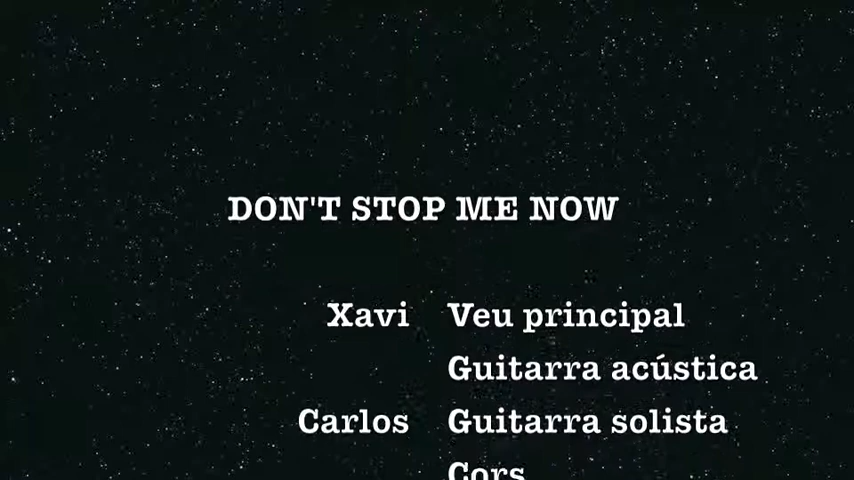 DON'T STOP ME NOW
Xavi Veu principal
Guitarra acústica
Carlos Guitarra solista
Cors